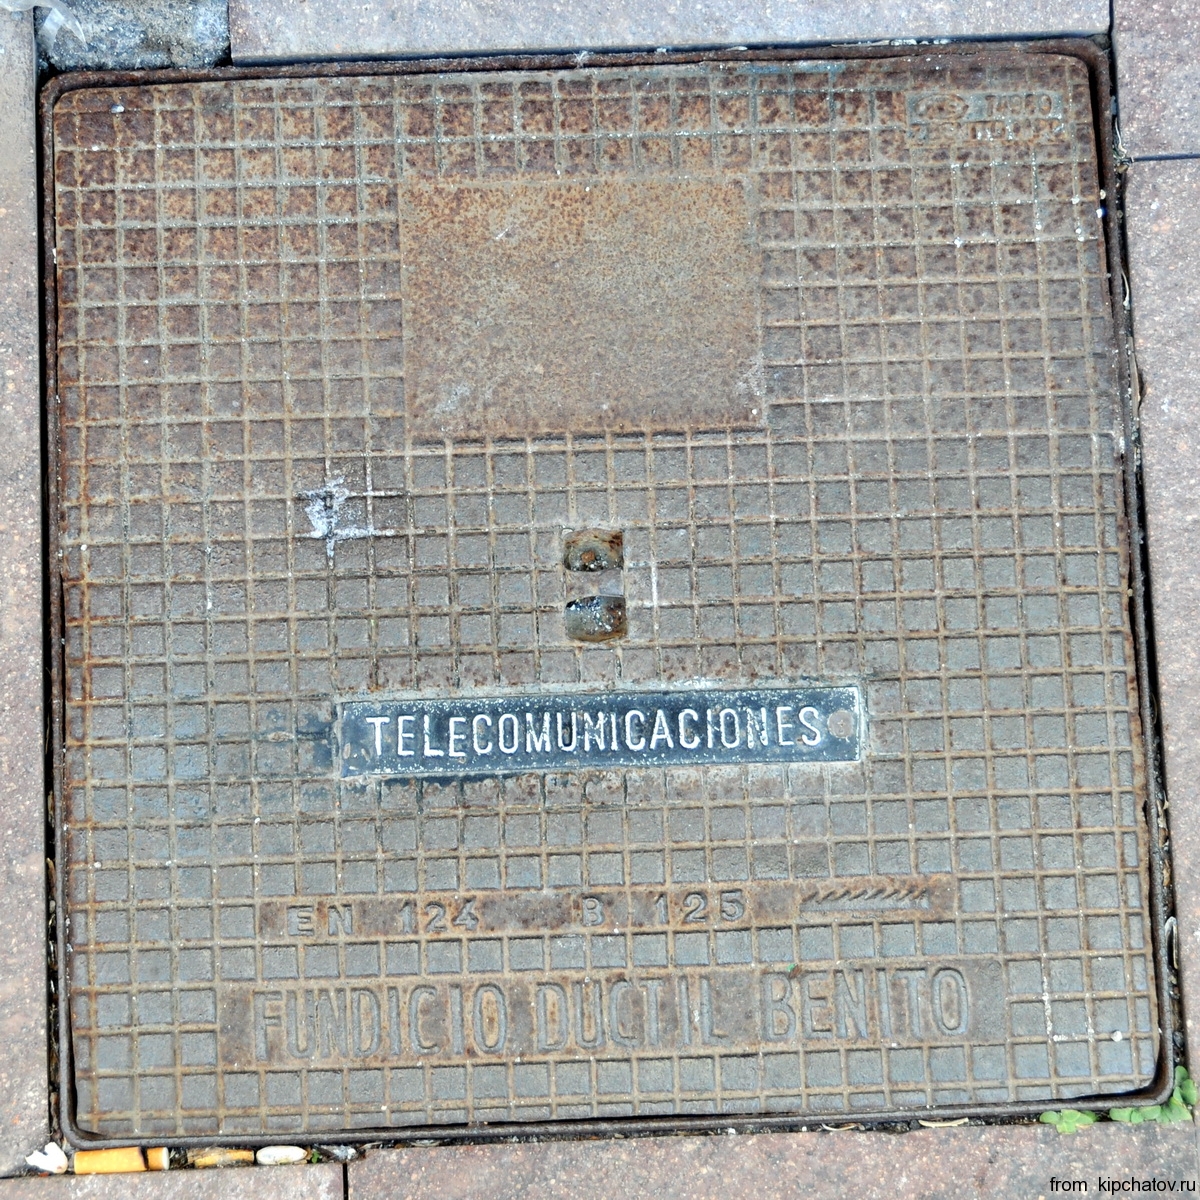 TELECOMUNICACIONES
EN 124 B 125
FUNDICIO DUCTIL BENITO
from kipchatov.ru